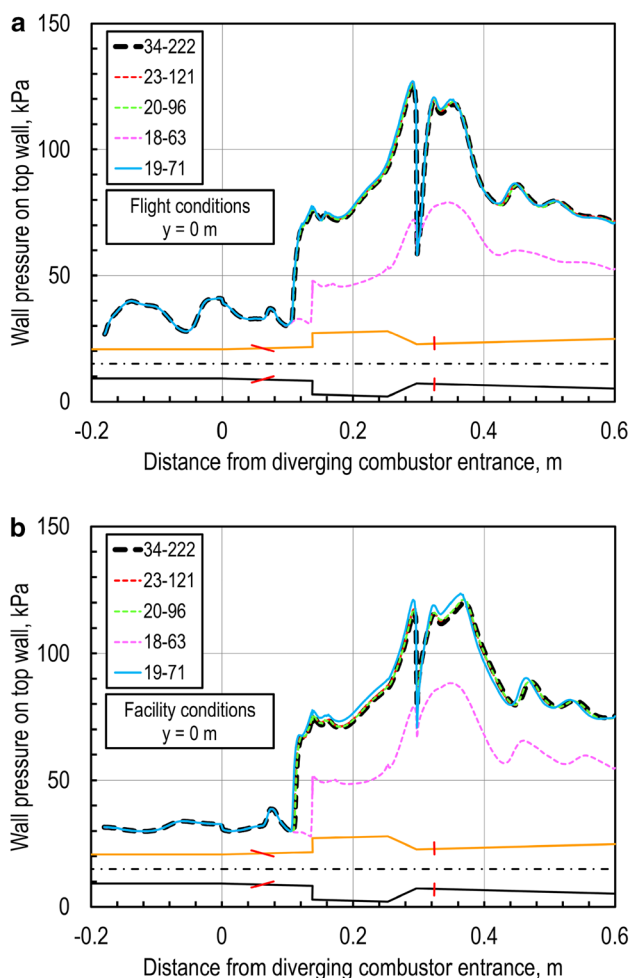 a
150
100
50
0
Wall pressure on top wall, kPa
34-222
23-121
20-96
18-63
19-71
Flight conditions
y = 0 m
-0.2
0
0.2
0.4
0.6
Distance from diverging combustor entrance, m
b
150
100
50
0
Wall pressure on top wall, kPa
34-222
23-121
20-96
18-63
19-71
Facility conditions
y = 0 m
-0.2
0
0.2
0.4
0.6
Distance from diverging combustor entrance, m